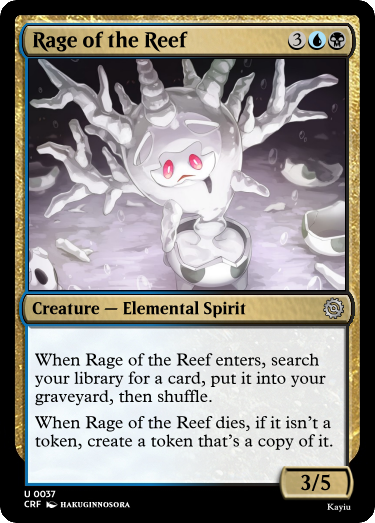 Rage of the Reef 3
Creature — Elemental Spirit
When Rage of the Reef enters, search
your library for a card, put it into your
graveyard, then shuffle.
When Rage of the Reef dies, if it isn't a
token, create a token that's a copy of it.
3/5
U 0037
CRF HAKUGINNOSORA
Kayiu